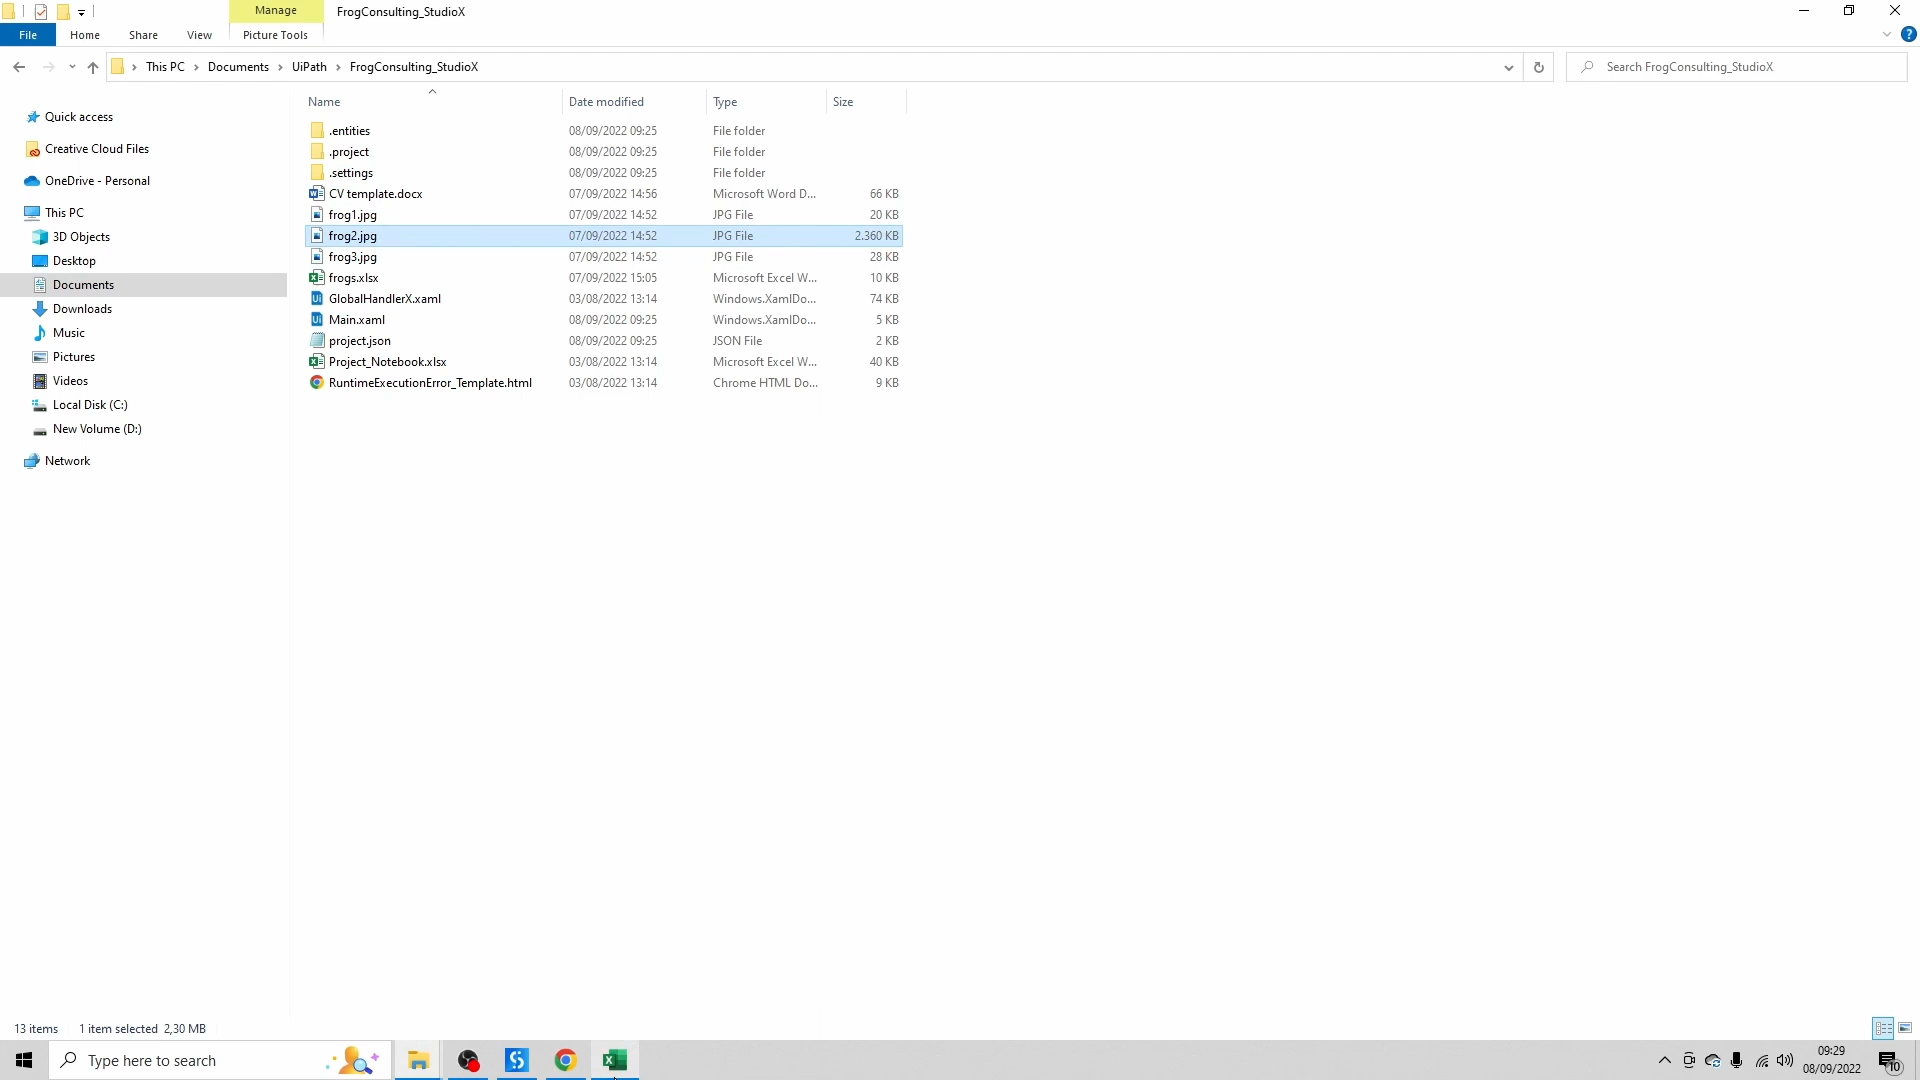 Manage
FrogConsulting_StudioX
File Home Share View Picture Tools
This PC Documents UiPath FrogConsulting_StudioX
Search FrogConsulting_StudioX
Name Date modified Type Size
Quick access
Creative Cloud Files
OneDrive - Personal
This PC
3D Objects
Desktop
Documents
Downloads
Music
Pictures
Videos
Local Disk (C:)
New Volume (D:)
Network
.entities 08/09/2022 09:25 File folder
.project 08/09/2022 09:25 File folder
.settings 08/09/2022 09:25 File folder
CV template.docx 07/09/2022 14:56 Microsoft Word D... 66 KB
frog1.jpg 07/09/2022 14:52 JPG File 20 KB
frog2.jpg 07/09/2022 14:52 JPG File 2.360 KB
frog3.jpg 07/09/2022 14:52 JPG File 28 KB
frogs.xlsx 07/09/2022 15:05 Microsoft Excel W... 10 KB
GlobalHandlerX.xaml 03/08/2022 13:14 Windows.XamlDo... 74 KB
Main.xaml 08/09/2022 09:25 Windows.XamlDo... 5 KB
project.json 08/09/2022 09:25 JSON File 2 KB
Project_Notebook.xlsx 03/08/2022 13:14 Microsoft Excel W... 40 KB
RuntimeExecutionError_Template.html 03/08/2022 13:14 Chrome HTML Do... 9 KB
13 items 1 item selected 2,30 MB
Type here to search
09:29
08/09/2022
10